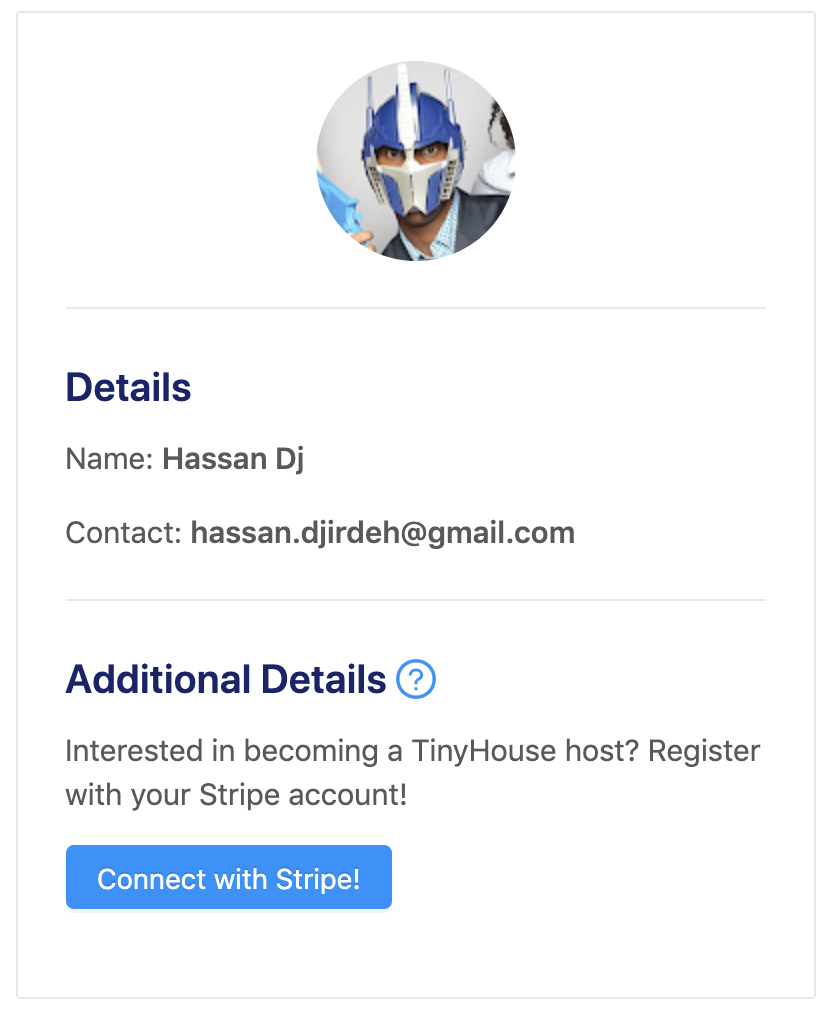 Details
Name: Hassan Dj
Contact: hassan.djirdeh@gmail.com
Additional Details ?
Interested in becoming a TinyHouse host? Register
with your Stripe account!
Connect with Stripe!